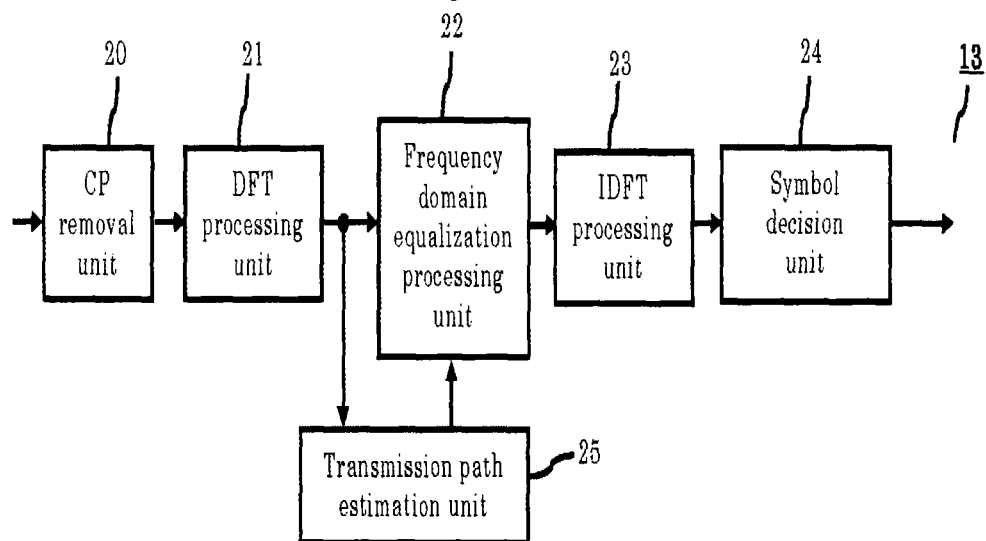 20
21
22
23
24
13
CP
removal
unit
DFT
processing
unit
Frequency
domain
equalization
processing
unit
IDFT
processing
unit
Symbol
decision
unit
Transmission path
estimation unit
25